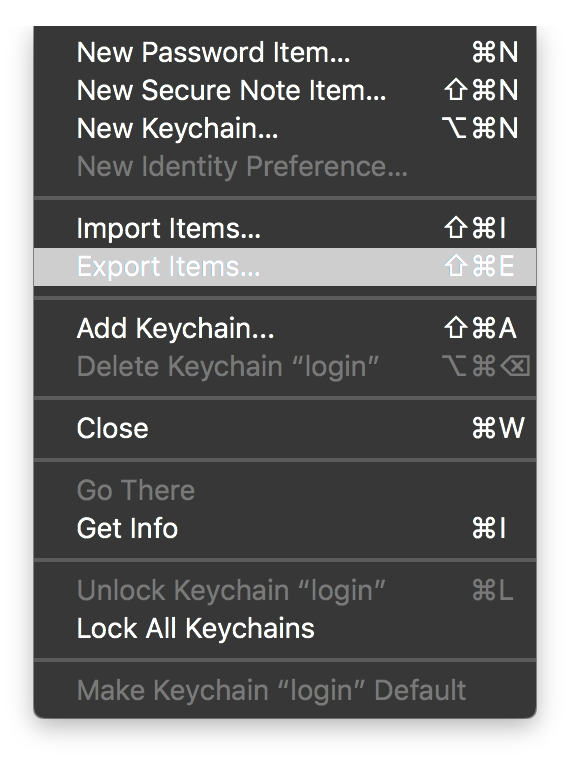 New Password Item... ⌘N
New Secure Note Item... ⇧⌘N
New Keychain... ⌥⌘N
New Identity Preference...
Import Items... ⇧⌘I
Export Items... ⇧⌘E
Add Keychain... ⇧⌘A
Delete Keychain “login” ⌥⌘⌫
Close ⌘W
Go There
Get Info ⌘I
Unlock Keychain “login” ⌘L
Lock All Keychains
Make Keychain “login” Default